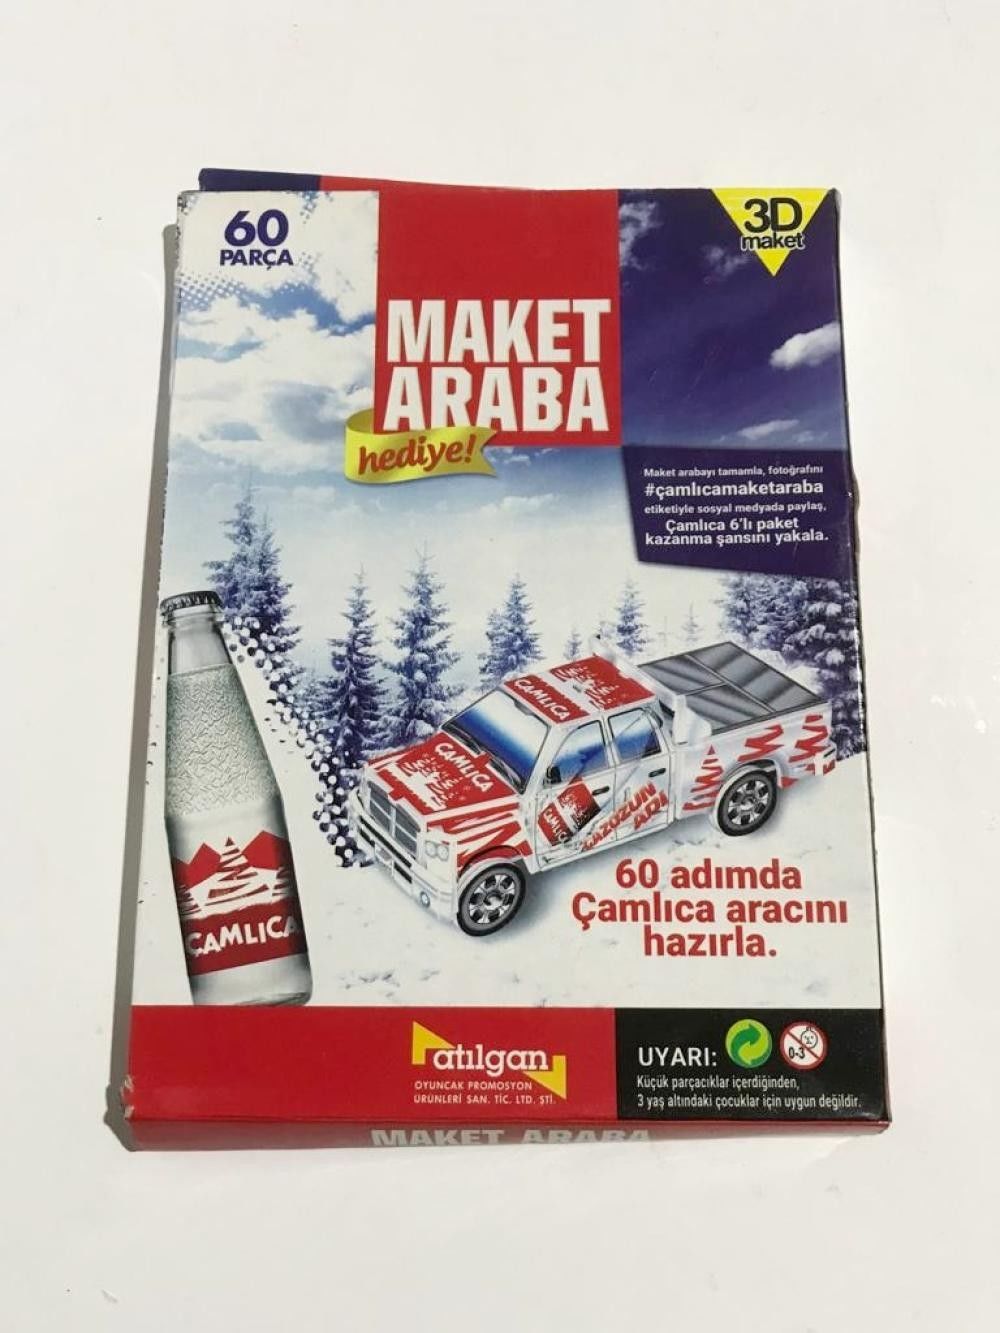 60
PARÇA
3D
maket
MAKET
ARABA
hediye!
Maket arabayı tamamla, fotoğrafını
#çamlıcamaketaraba
etiketiyle sosyal medyada paylaş,
Çamlıca 6'lı paket
kazanma şansını yakala.
ÇAMLICA
ÇAMLICA
ÇAMLICA
GAZOZUN
ADI
ÇAMLICA
60 adımda
Çamlıca aracını
hazırla.
atılgan
OYUNCAK PROMOSYON
ÜRÜNLERİ SAN. TİC. LTD. ŞTİ.
UYARI:
0-3
Küçük parçacıklar içerdiğinden,
3 yaş altındaki çocuklar için uygun değildir.
MAKET ARABA